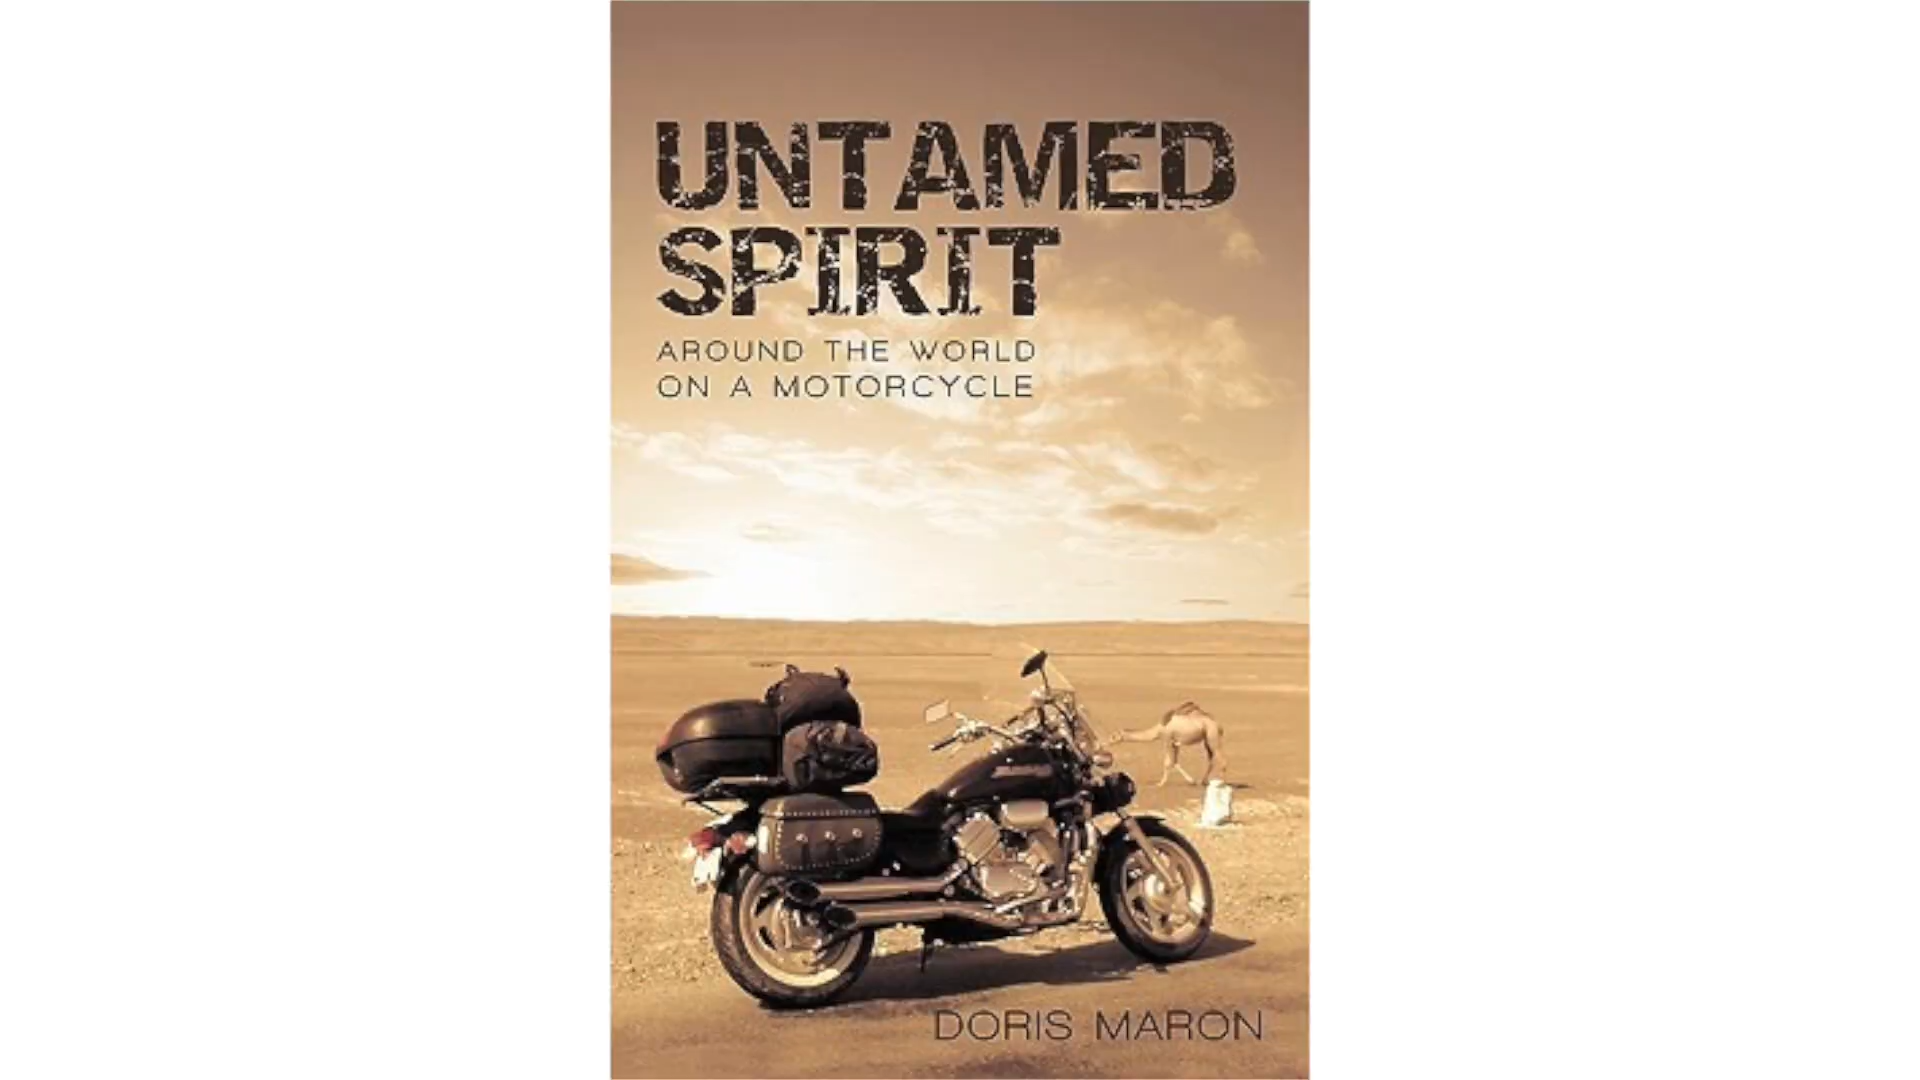 UNTAMED
SPIRIT
AROUND THE WORLD
ON A MOTORCYCLE
DORIS MARON